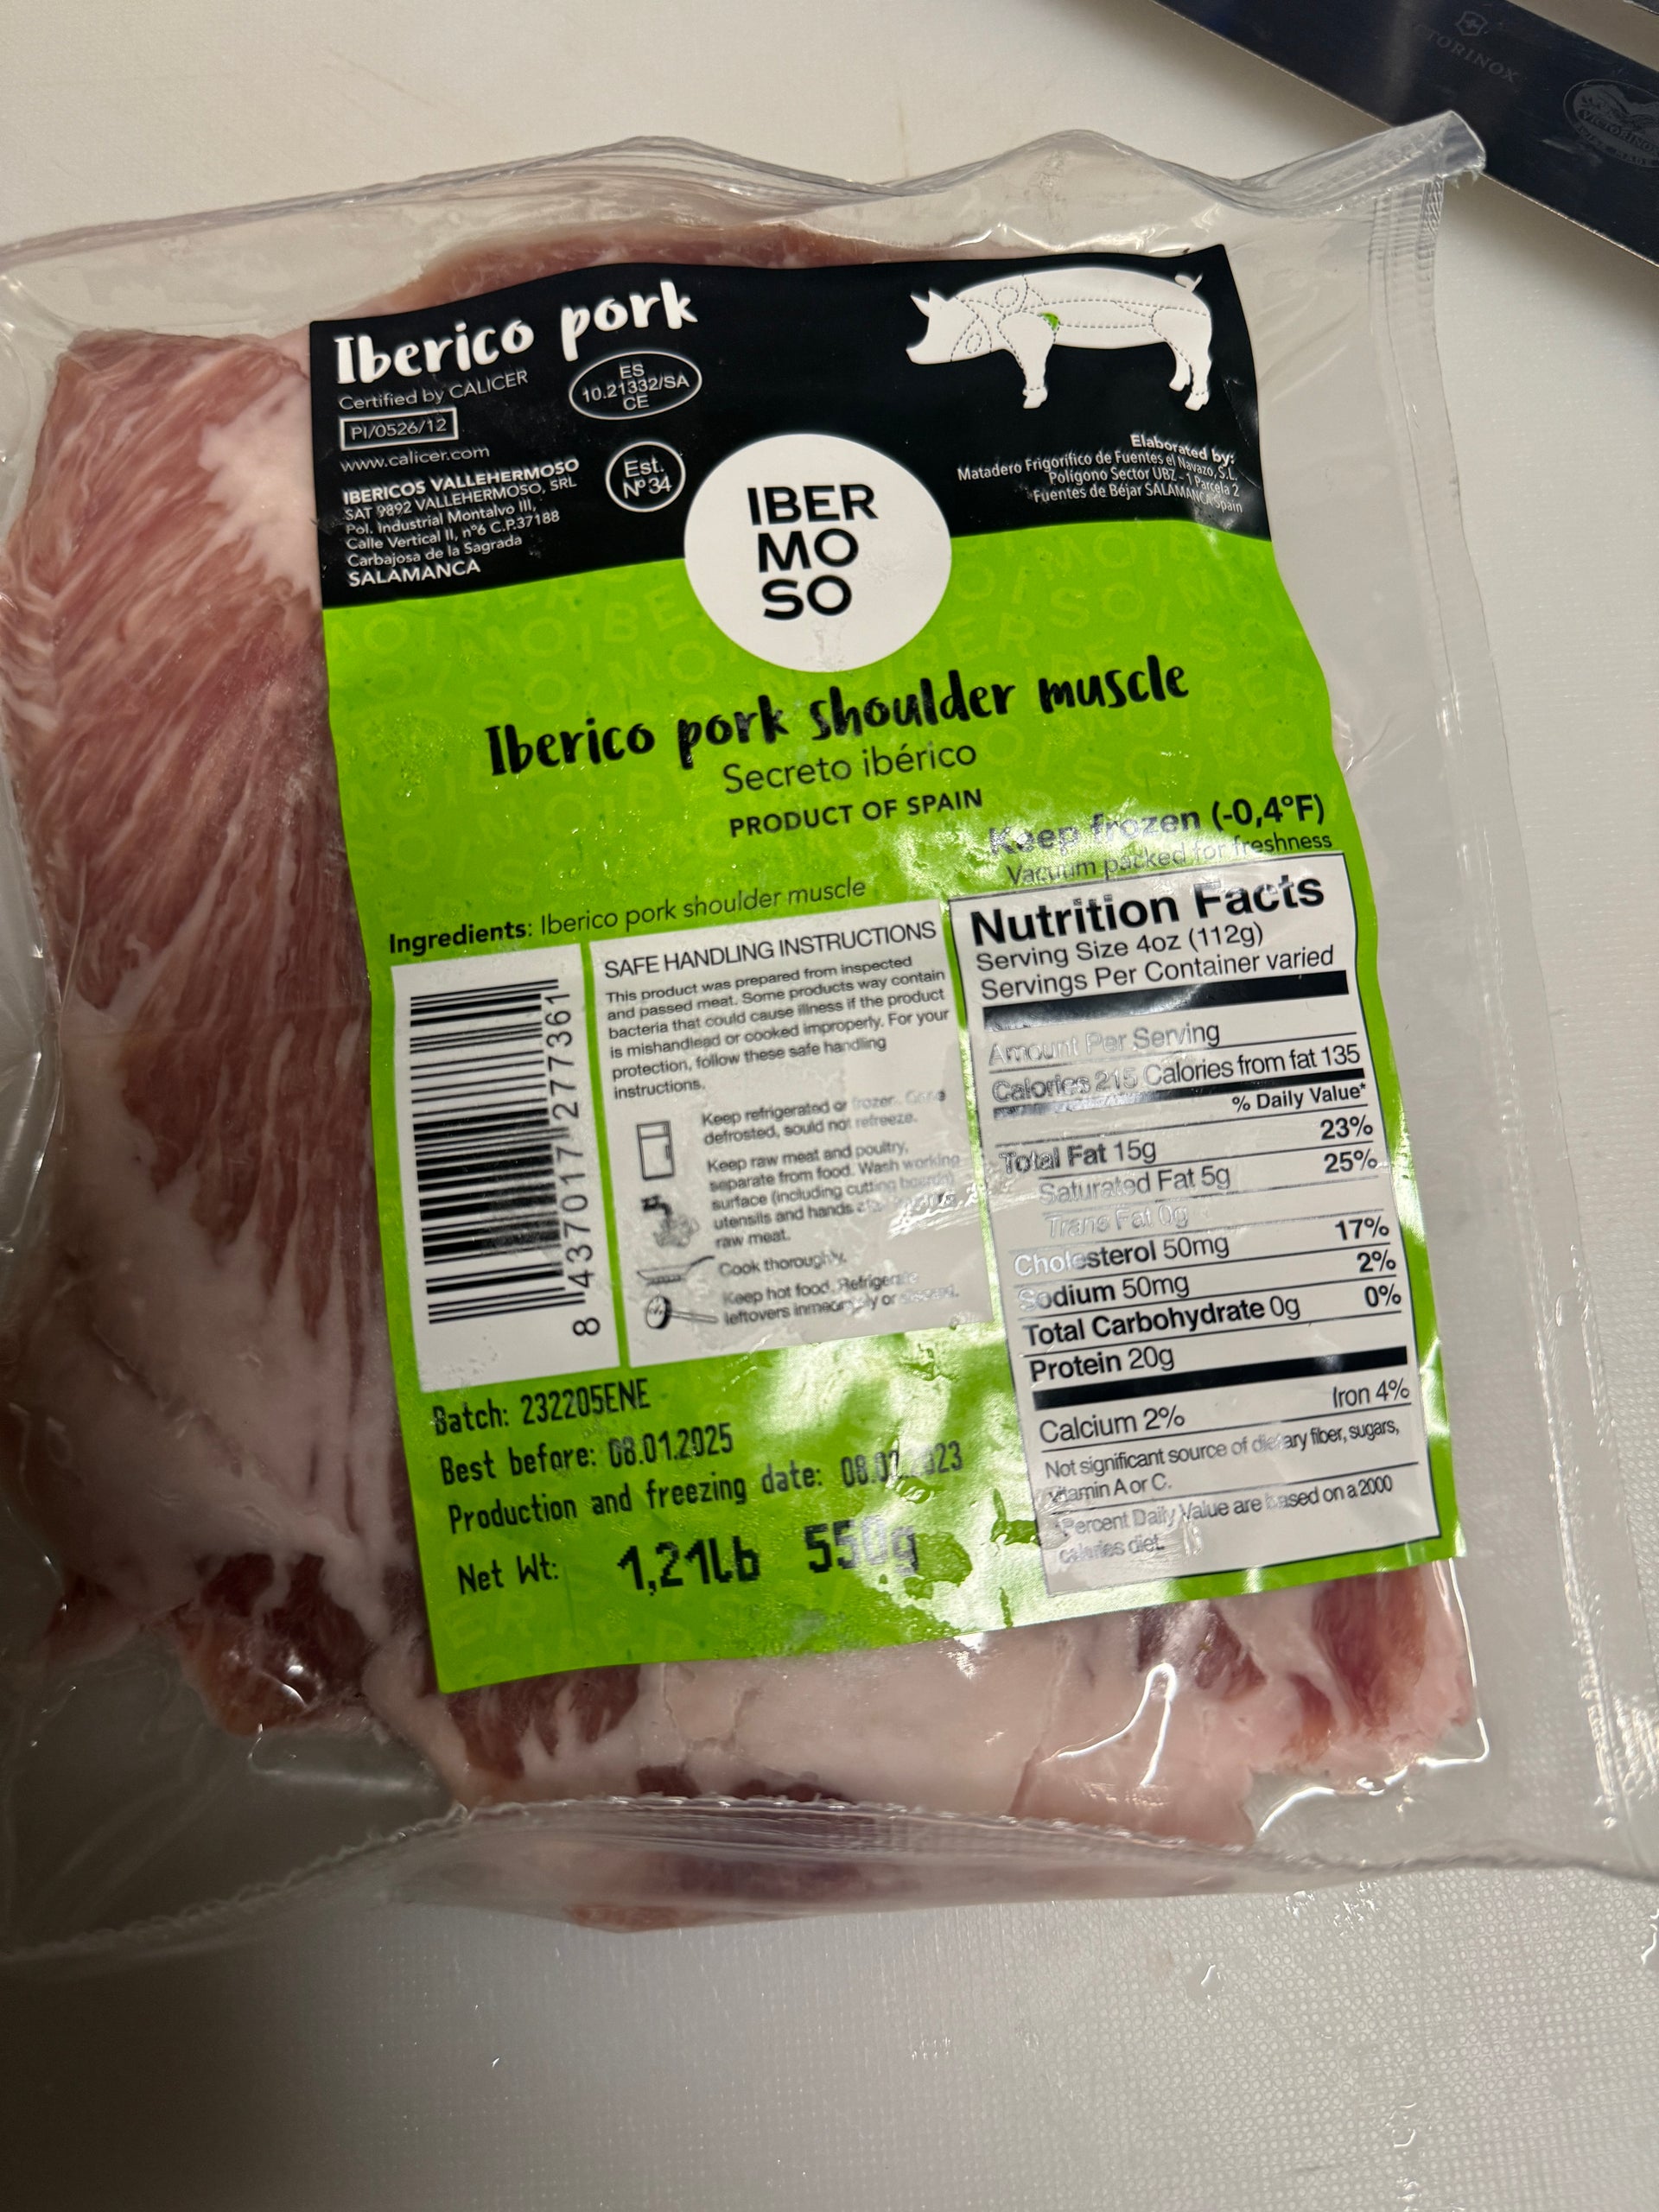 VICTORINOX
Iberico pork
Certified by CALICER
PI/0526/12
www.calicer.com
ES
10.21332/SA
CE
IBERICOS VALLEHERMOSO
SAT 9892 VALLEHERMOSO, SRL
Pol. Industrial Montalvo III,
Calle Vertical II, nº6 C.P.37188
Carbajosa de la Sagrada
SALAMANCA
Est.
Nº 34
Elaborated by:
Matadero Frigorífico de Fuentes el Navazo, S.L.
Polígono Sector UBZ - 1 Parcela 2
Fuentes de Béjar SALAMANCA Spain
IBER
MO
SO
Iberico pork shoulder muscle
Secreto ibérico
PRODUCT OF SPAIN
Keep frozen (-0,4ºF)
Vacuum packed for freshness
Ingredients: Iberico pork shoulder muscle
8 437017 277361
SAFE HANDLING INSTRUCTIONS
This product was prepared from inspected
and passed meat. Some products way contain
bacteria that could cause illness if the product
is mishandlead or cooked improperly. For your
protection, follow these safe handling
instructions.
Keep refrigerated or frozer.
defrosted, sould not refreeze.
Keep raw meat and poultry,
separate from food. Wash working
surface (including cutting boards)
utensils and hands
raw meat.
Cook thoroughly.
Keep hot food. Refrigerate
leftovers or
Nutrition Facts
Serving Size 4oz (112g)
Servings Per Container varied
Amount Per Serving
Calories 215 Calories from fat 135
% Daily Value*
Total Fat 15g 23%
Saturated Fat 5g 25%
Trans Fat 0g
Cholesterol 50mg 17%
Sodium 50mg 2%
Total Carbohydrate 0g 0%
Protein 20g
Calcium 2% Iron 4%
Not significant source of dietary fiber, sugars,
vitamin A or C.
*Percent Daily Value are based on a 2000
calories diet.
Batch: 232205ENE
Best before: 08.01.2025
Production and freezing date:
Net Wt: 1,21lb 550g